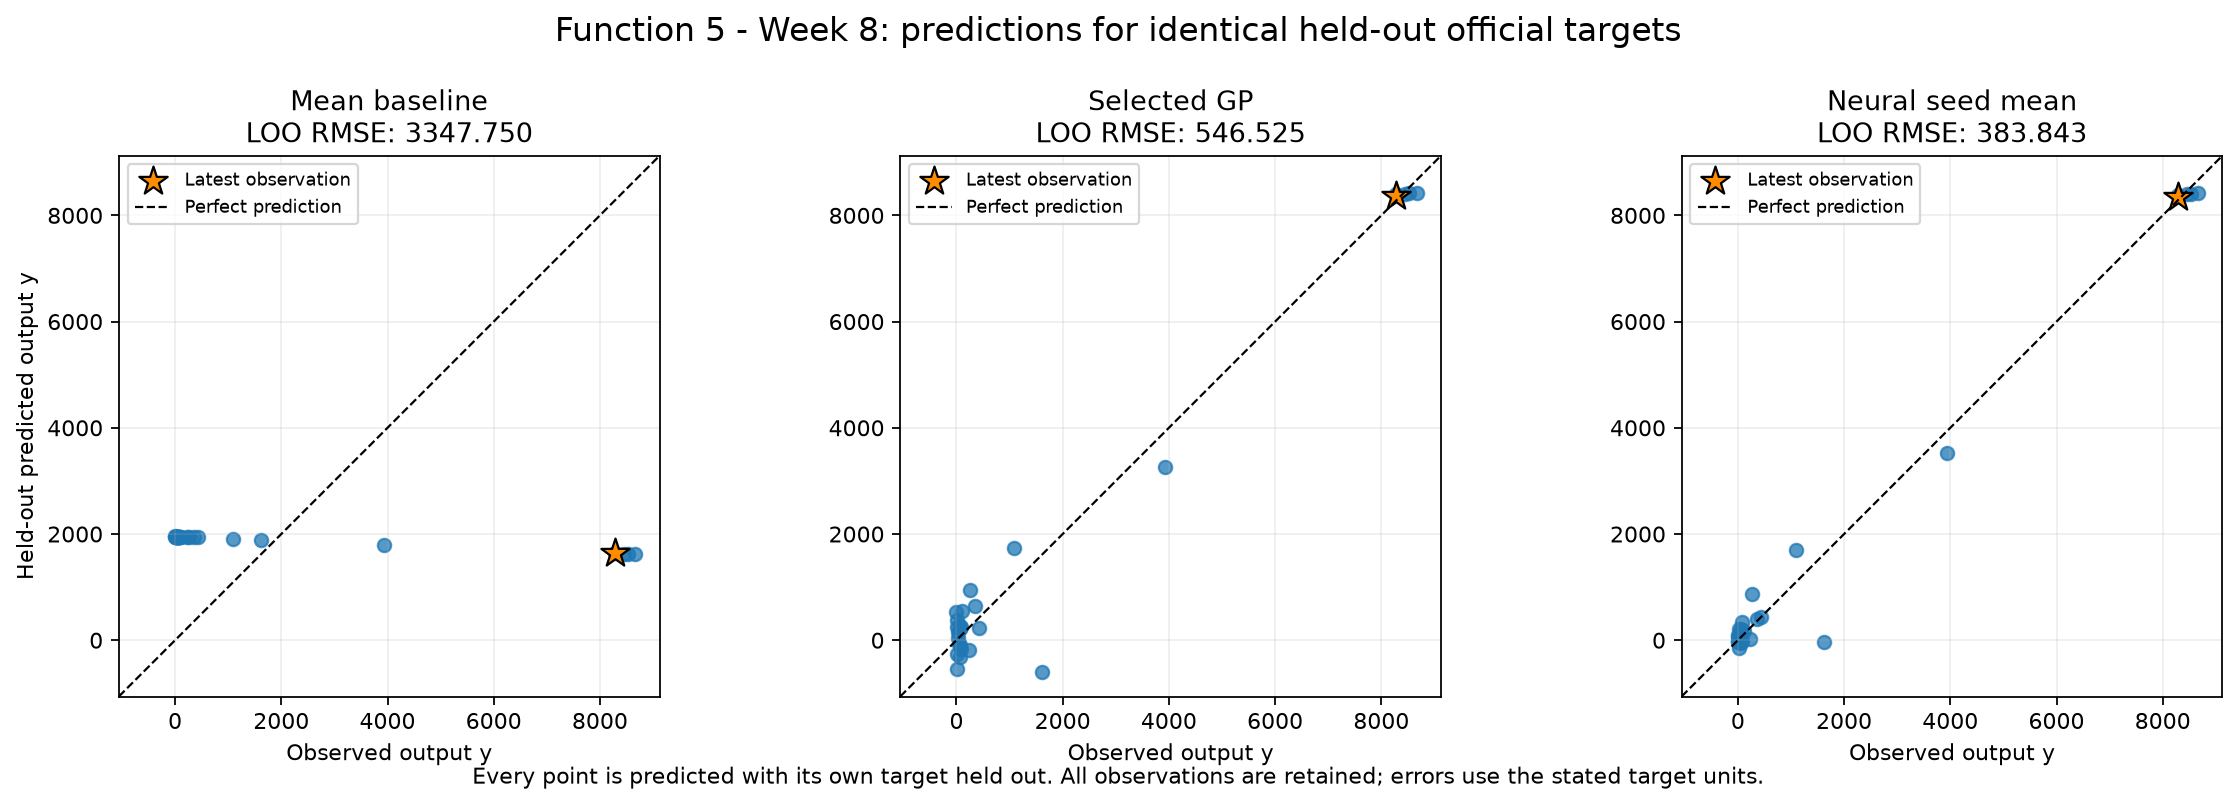 Function 5 - Week 8: predictions for identical held-out official targets
Mean baseline
LOO RMSE: 3347.750
Latest observation
Perfect prediction
Held-out predicted output y
8000
6000
4000
2000
0
0 2000 4000 6000 8000
Observed output y
Selected GP
LOO RMSE: 546.525
Latest observation
Perfect prediction
8000
6000
4000
2000
0
0 2000 4000 6000 8000
Observed output y
Neural seed mean
LOO RMSE: 383.843
Latest observation
Perfect prediction
8000
6000
4000
2000
0
0 2000 4000 6000 8000
Observed output y
Every point is predicted with its own target held out. All observations are retained; errors use the stated target units.